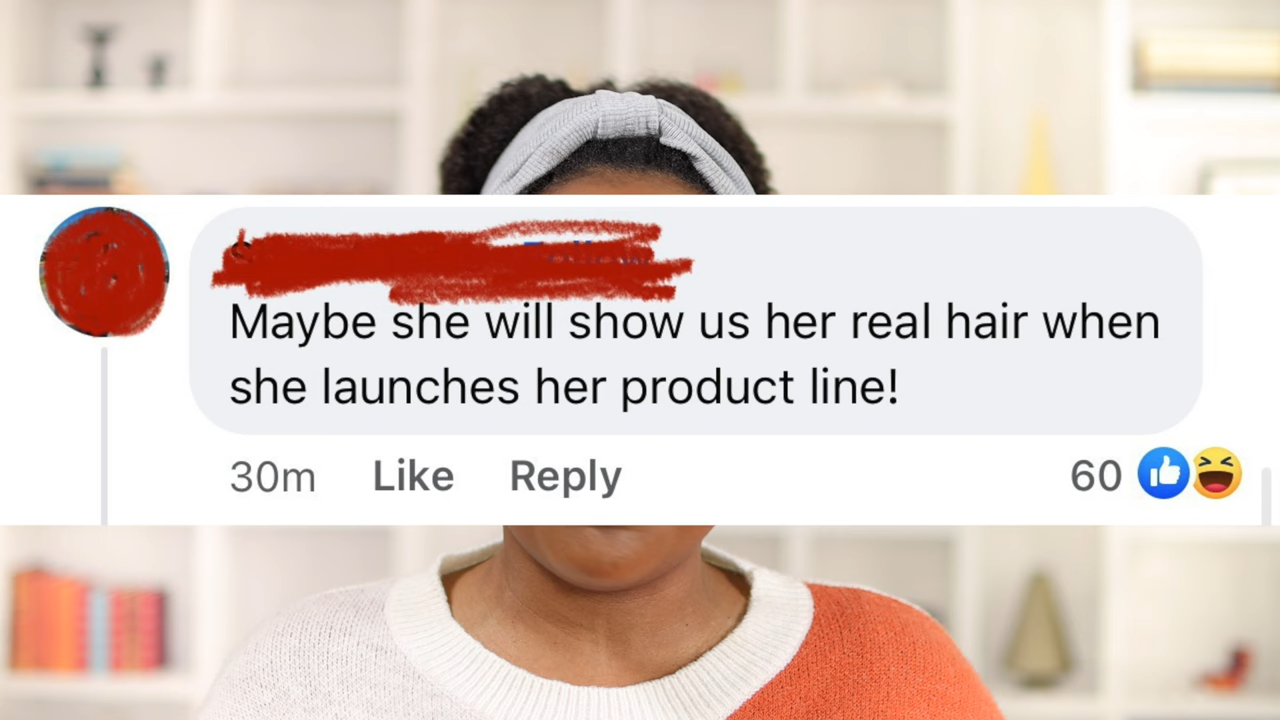 Maybe she will show us her real hair when
she launches her product line!
30m Like Reply 60